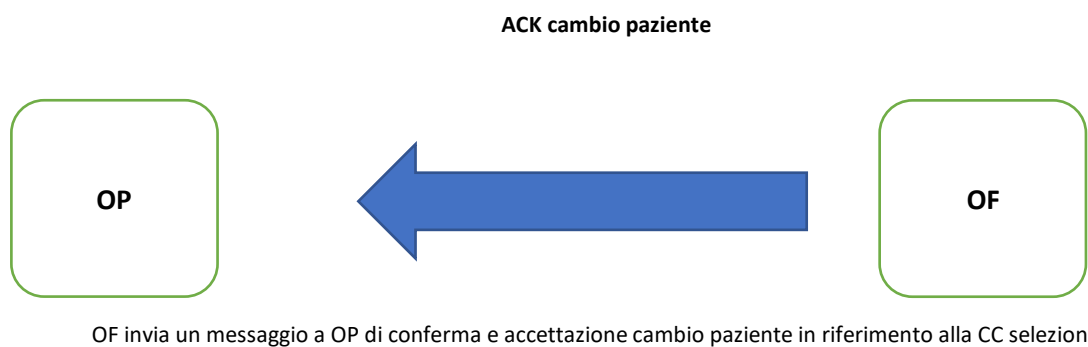 ACK cambio paziente
OP
OF
OF invia un messaggio a OP di conferma e accettazione cambio paziente in riferimento alla CC selezion